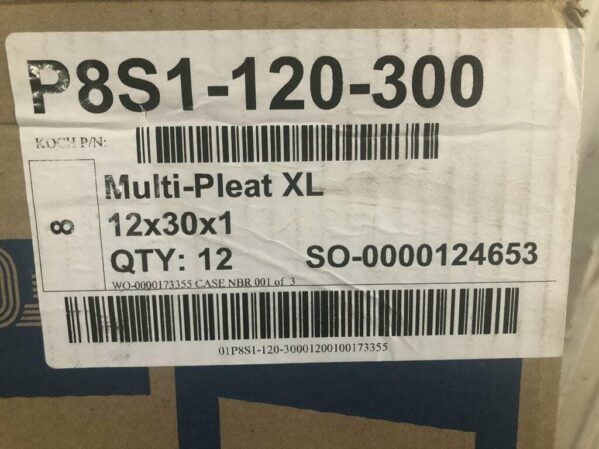 P8S1-120-300
KOCH P/N:
Multi-Pleat XL
8
12x30x1
QTY: 12 SO-0000124653
WO-0000173355 CASE NBR 001 of 3
01P8S1-120-30001200100173355